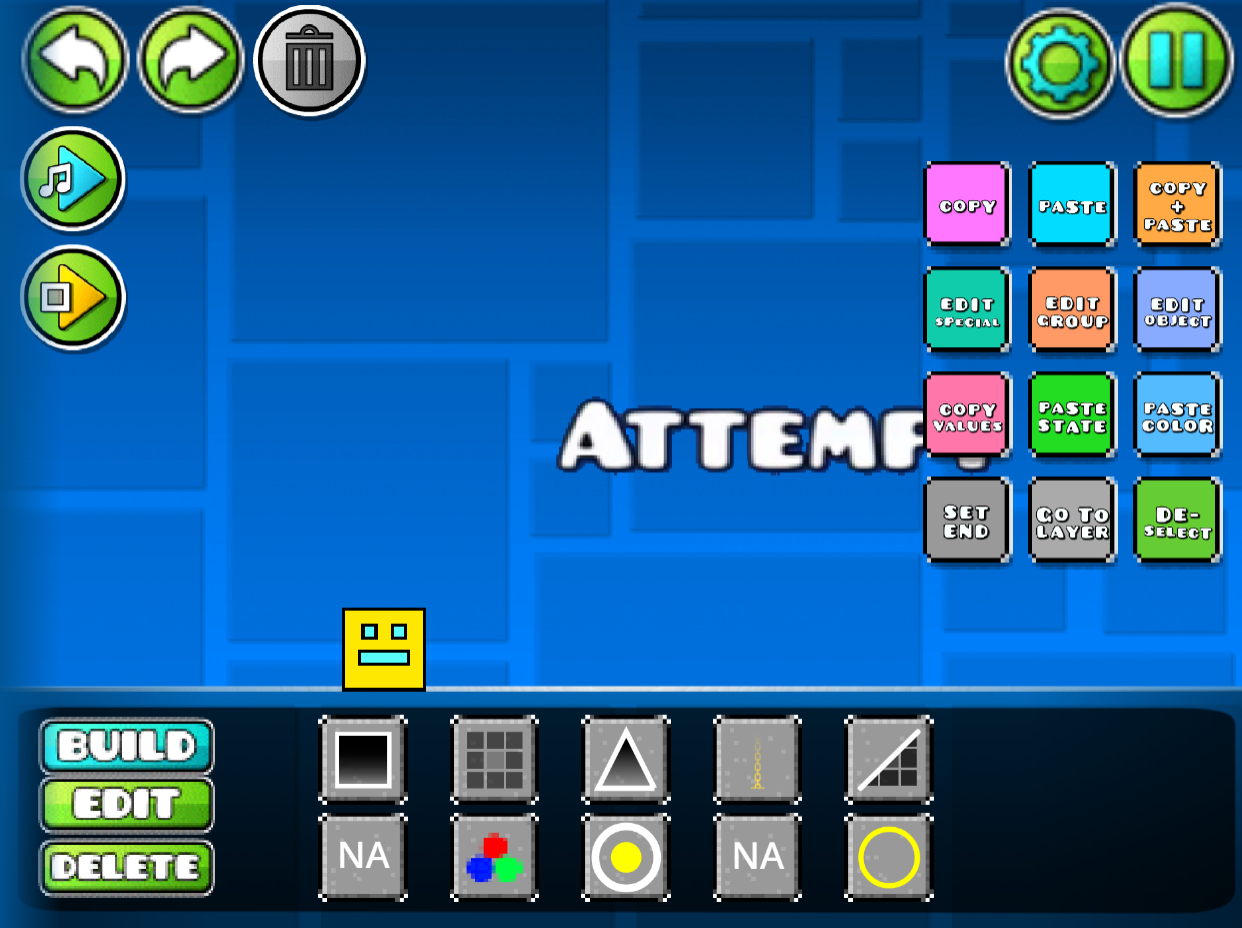 COPY
PASTE
COPY
+
PASTE
EDIT
SPECIAL
EDIT
GROUP
EDIT
OBJECT
COPY
VALUES
PASTE
STATE
PASTE
COLOR
ATTEMPT
SET
END
GO TO
LAYER
DE-
SELECT
BUILD
EDIT
DELETE
NA
NA